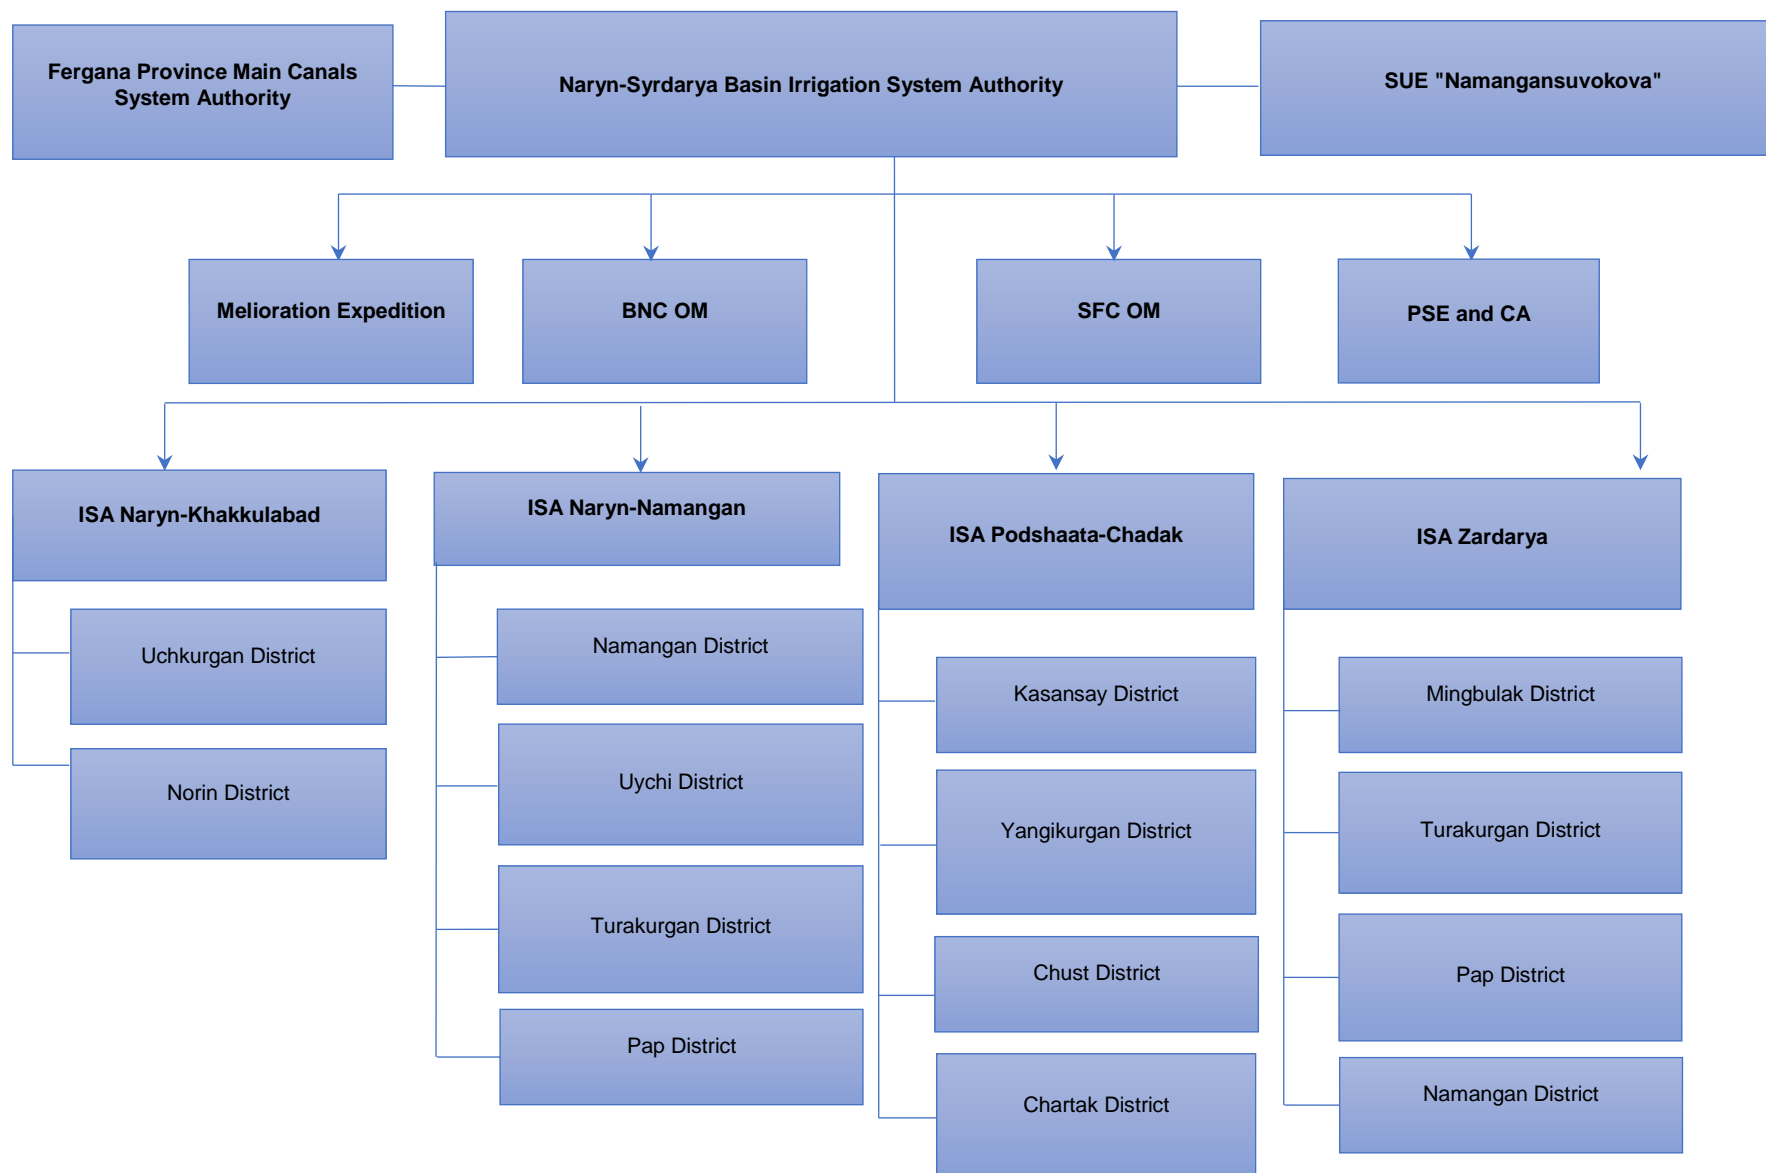 Fergana Province Main Canals
System Authority
Naryn-Syrdarya Basin Irrigation System Authority
SUE "Namangansuvokova"
Melioration Expedition
BNC OM
SFC OM
PSE and CA
ISA Naryn-Khakkulabad
ISA Naryn-Namangan
ISA Podshaata-Chadak
ISA Zardarya
Uchkurgan District
Norin District
Namangan District
Uychi District
Turakurgan District
Pap District
Kasansay District
Yangikurgan District
Chust District
Chartak District
Mingbulak District
Turakurgan District
Pap District
Namangan District